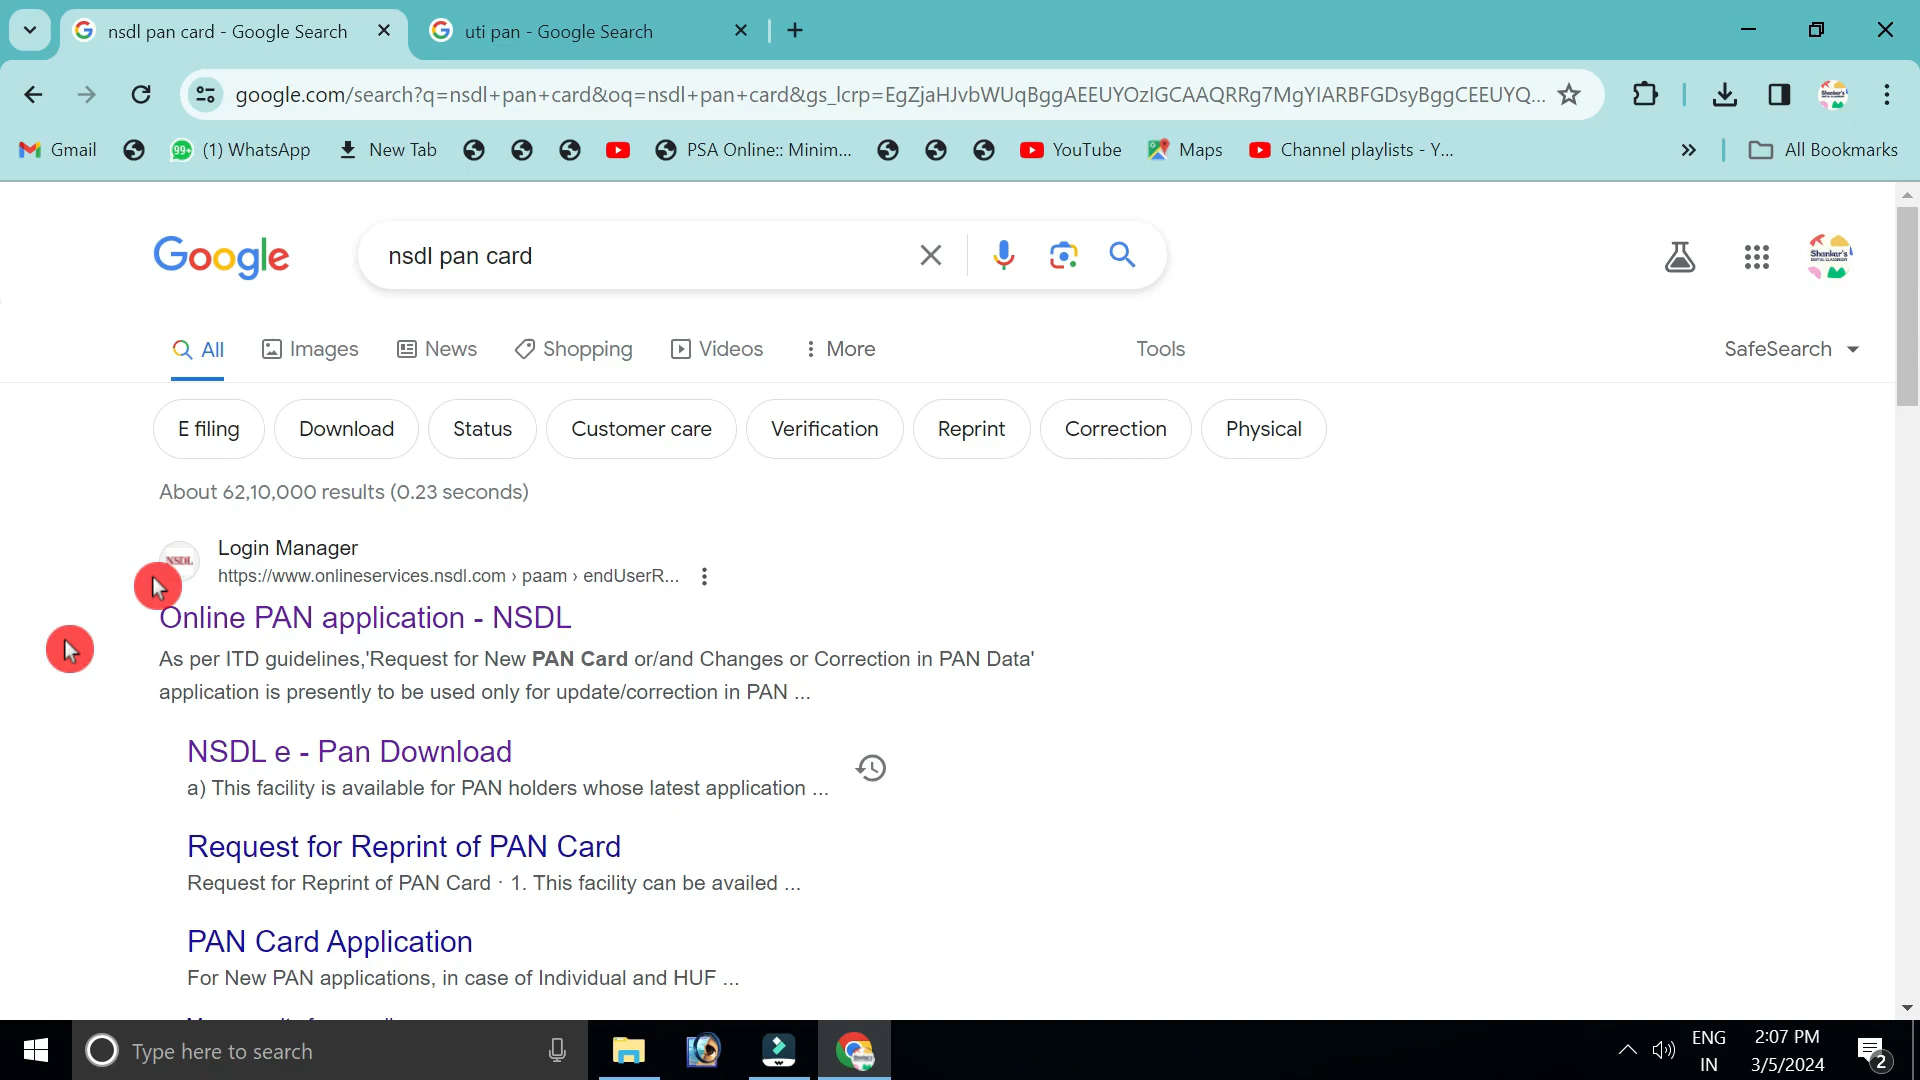 nsdl pan card - Google Search
uti pan - Google Search
google.com/search?q=nsdl+pan+card&oq=nsdl+pan+card&gs_lcrp=EgZjaHJvbWUqBggAEEUYOzIGCAAQRRg7MgYIARBFGDsyBggCEEUYQ...
Gmail
99+
(1) WhatsApp
New Tab
PSA Online:: Minim...
YouTube
Maps
Channel playlists - Y...
»
All Bookmarks
Google
nsdl pan card
Shankar's
All
Images
News
Shopping
Videos
More
Tools
SafeSearch
E filing
Download
Status
Customer care
Verification
Reprint
Correction
Physical
About 62,10,000 results (0.23 seconds)
NSDL
Login Manager
https://www.onlineservices.nsdl.com › paam › endUserR...
Online PAN application - NSDL
As per ITD guidelines,'Request for New PAN Card or/and Changes or Correction in PAN Data'
application is presently to be used only for update/correction in PAN ...
NSDL e - Pan Download
a) This facility is available for PAN holders whose latest application ...
Request for Reprint of PAN Card
Request for Reprint of PAN Card · 1. This facility can be availed ...
PAN Card Application
For New PAN applications, in case of Individual and HUF ...
Type here to search
ENG
IN
2:07 PM
3/5/2024
2